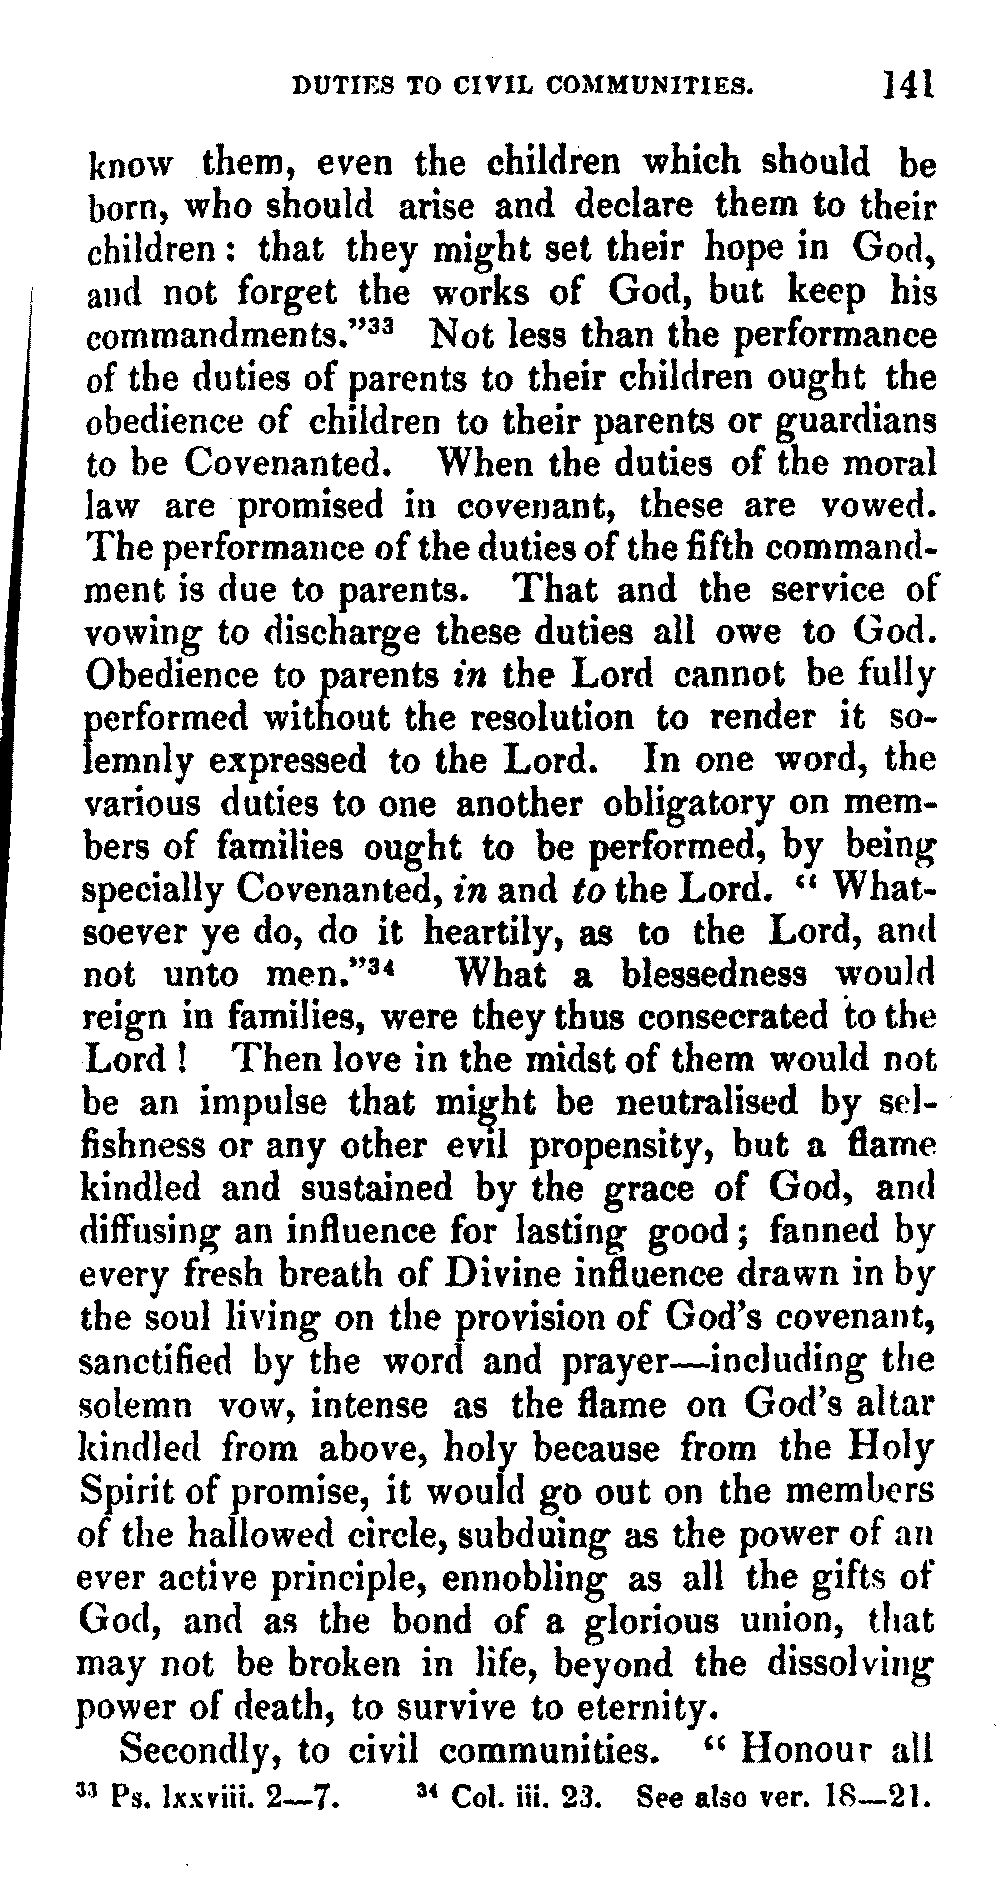 DUTIES TO CIVIL COMMUNITIES. 141
know them, even the children which should be
born, who should arise and declare them to their
children : that they might set their hope in God,
and not forget the works of God, but keep his
commandments."33 Not less than the performance
of the duties of parents to their children ought the
obedience of children to their parents or guardians
to be Covenanted. When the duties of the moral
law are promised in covenant, these are vowed.
The performance of the duties of the fifth command-
ment is due to parents. That and the service of
vowing to discharge these duties all owe to God.
Obedience to parents in the Lord cannot be fully
performed without the resolution to render it so-
lemnly expressed to the Lord. In one word, the
various duties to one another obligatory on mem-
bers of families ought to be performed, by being
specially Covenanted, in and to the Lord. “ What-
soever ye do, do it heartily, as to the Lord, and
not unto men."34 What a blessedness would
reign in families, were they thus consecrated to the
Lord ! Then love in the midst of them would not
be an impulse that might be neutralised by sel-
fishness or any other evil propensity, but a flame
kindled and sustained by the grace of God, and
diffusing an influence for lasting good ; fanned by
every fresh breath of Divine influence drawn in by
the soul living on the provision of God's covenant,
sanctified by the word and prayer—including the
solemn vow, intense as the flame on God's altar
kindled from above, holy because from the Holy
Spirit of promise, it would go out on the members
of the hallowed circle, subduing as the power of an
ever active principle, ennobling as all the gifts of
God, and as the bond of a glorious union, that
may not be broken in life, beyond the dissolving
power of death, to survive to eternity.
Secondly, to civil communities. “ Honour all
33 Ps. lxxviii. 2—7. 34 Col. iii. 23. See also ver. 18—21.